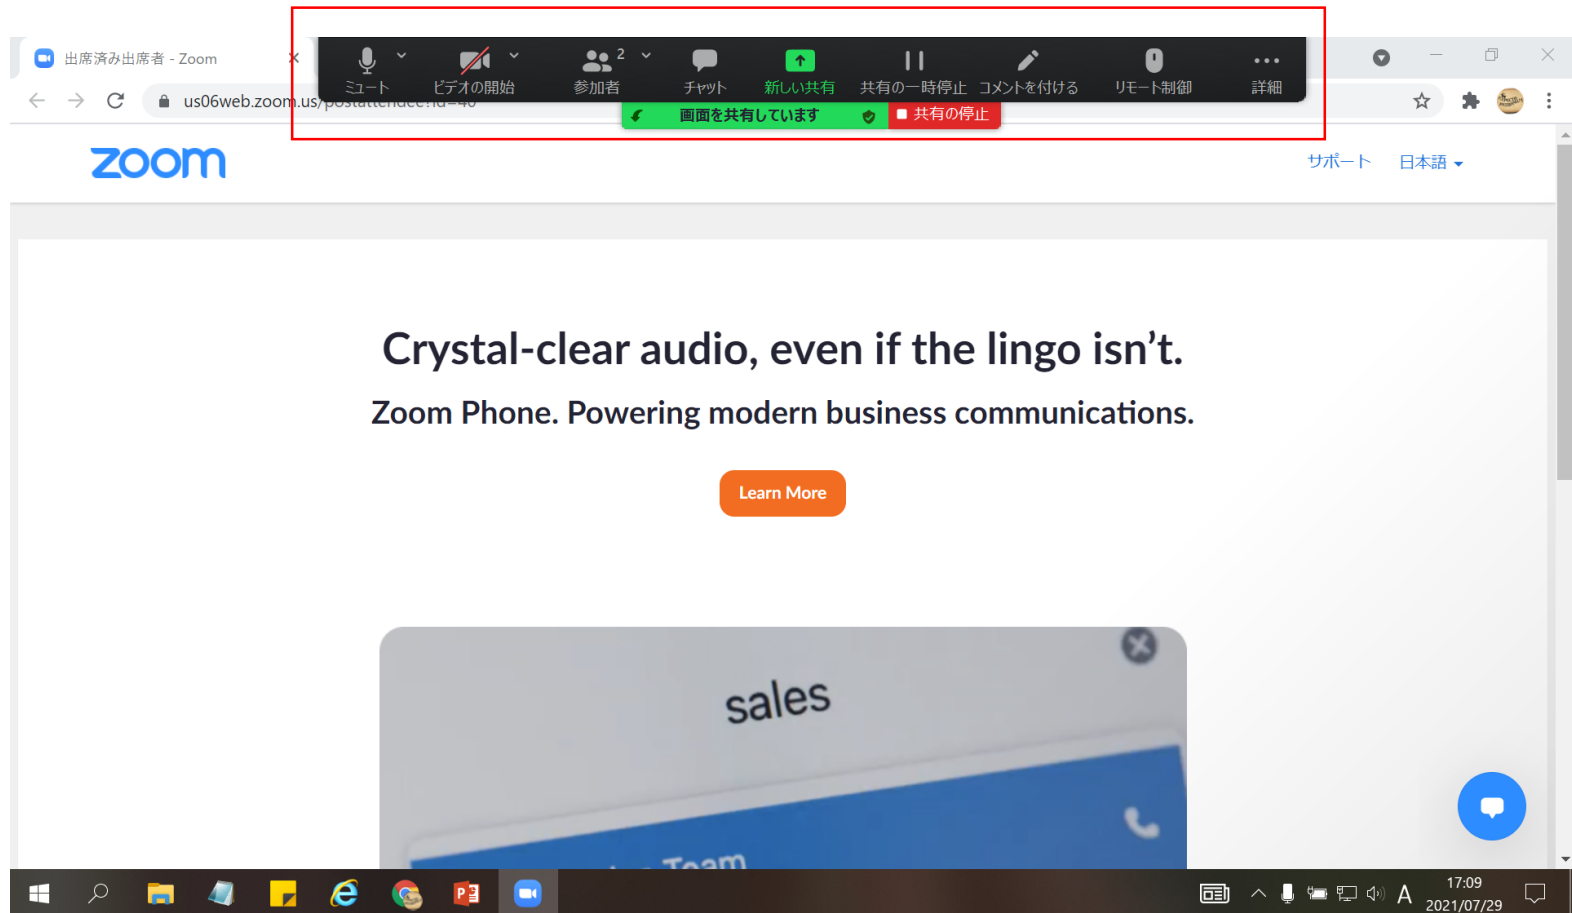 出席済み出席者 - Zoom
ミュート
ビデオの開始
2
参加者
チャット
新しい共有
共有の一時停止
コメントを付ける
リモート制御
詳細
us06web.zoom.us/postattendee?id=40
画面を共有しています
共有の停止
zoom
サポート
日本語
Crystal-clear audio, even if the lingo isn’t.
Zoom Phone. Powering modern business communications.
Learn More
sales
Team
A
17:09
2021/07/29